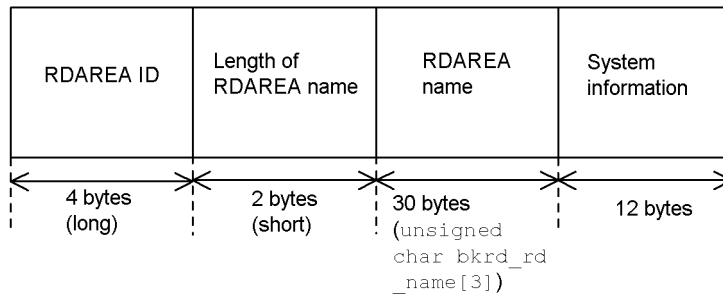 RDAREA ID
Length of
RDAREA name
RDAREA
name
System
information
4 bytes
(long)
2 bytes
(short)
30 bytes
(unsigned
char bkrd_rd
_name[3])
12 bytes